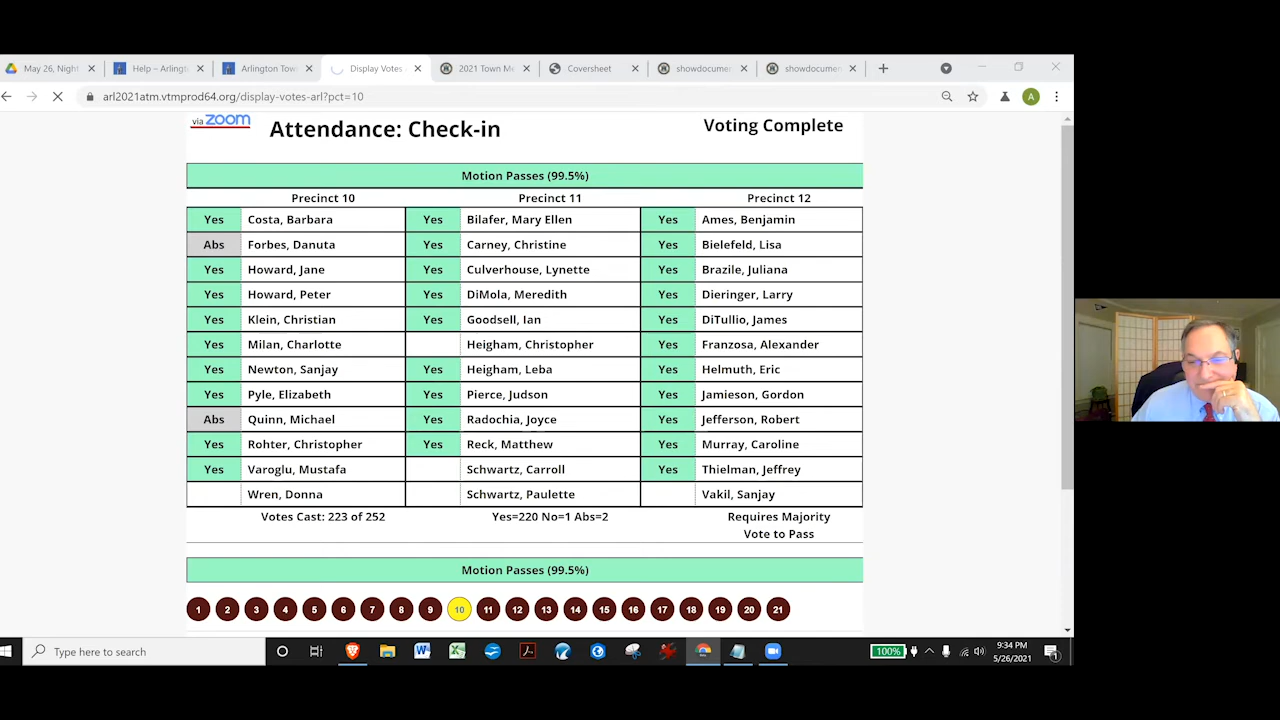 May 26, Night
Help – Arlingt
Arlington Tow
Display Votes -
2021 Town Me
Coversheet
showdocumen
showdocumen
arl2021atm.vtmprod64.org/display-votes-arl?pct=10
A
via zoom
Attendance: Check-in
Voting Complete
Motion Passes (99.5%)
Precinct 10 Precinct 11 Precinct 12
Yes Costa, Barbara Yes Bilafer, Mary Ellen Yes Ames, Benjamin
Abs Forbes, Danuta Yes Carney, Christine Yes Bielefeld, Lisa
Yes Howard, Jane Yes Culverhouse, Lynette Yes Brazile, Juliana
Yes Howard, Peter Yes DiMola, Meredith Yes Dieringer, Larry
Yes Klein, Christian Yes Goodsell, Ian Yes DiTullio, James
Yes Milan, Charlotte Heigham, Christopher Yes Franzosa, Alexander
Yes Newton, Sanjay Yes Heigham, Leba Yes Helmuth, Eric
Yes Pyle, Elizabeth Yes Pierce, Judson Yes Jamieson, Gordon
Abs Quinn, Michael Yes Radochia, Joyce Yes Jefferson, Robert
Yes Rohter, Christopher Yes Reck, Matthew Yes Murray, Caroline
Yes Varoglu, Mustafa Schwartz, Carroll Yes Thielman, Jeffrey
Wren, Donna Schwartz, Paulette Vakil, Sanjay
Votes Cast: 223 of 252 Yes=220 No=1 Abs=2 Requires Majority
Vote to Pass
Motion Passes (99.5%)
1 2 3 4 5 6 7 8 9 10 11 12 13 14 15 16 17 18 19 20 21
Type here to search
100%
9:34 PM
5/26/2021
1